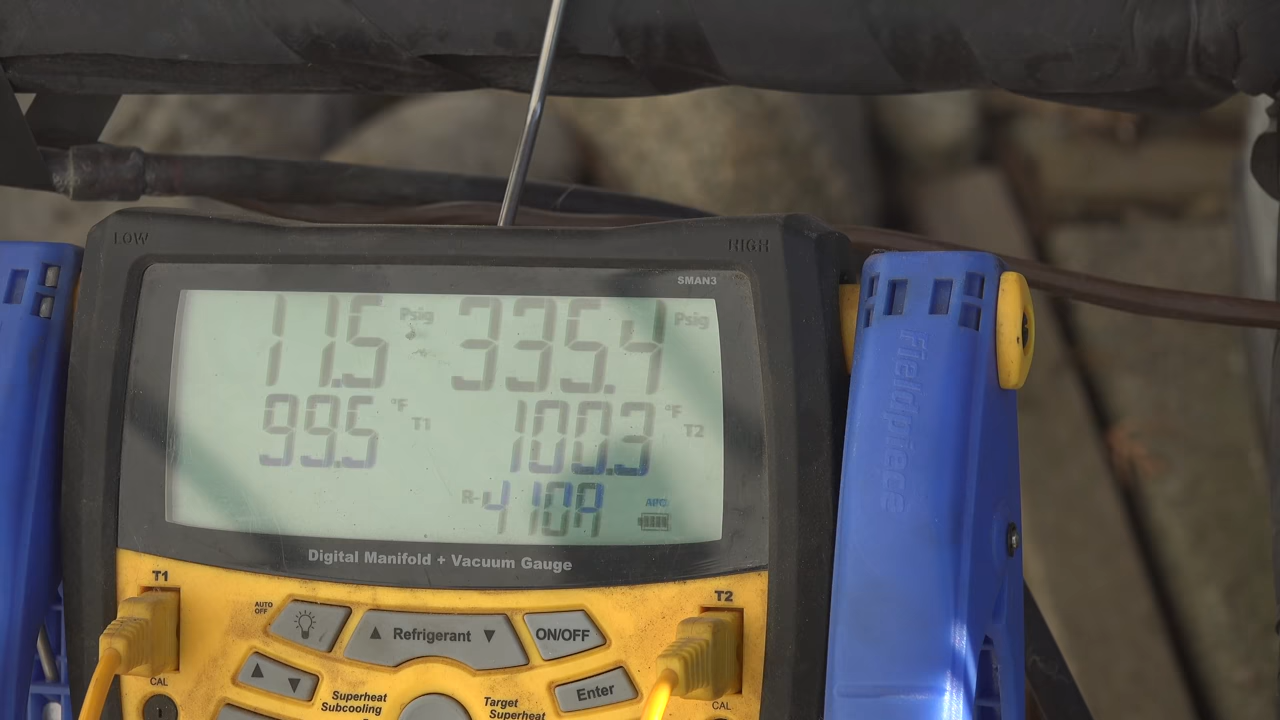 LOW
HIGH
SMAN3
11.5 Psig 335.4 Psig
99.5 °F T1 100.3 °F T2
R-410A
Digital Manifold + Vacuum Gauge
T1
T2
AUTO OFF
Refrigerant
ON/OFF
Enter
CAL
CAL
Superheat
Subcooling
Target
Superheat
Fieldpiece